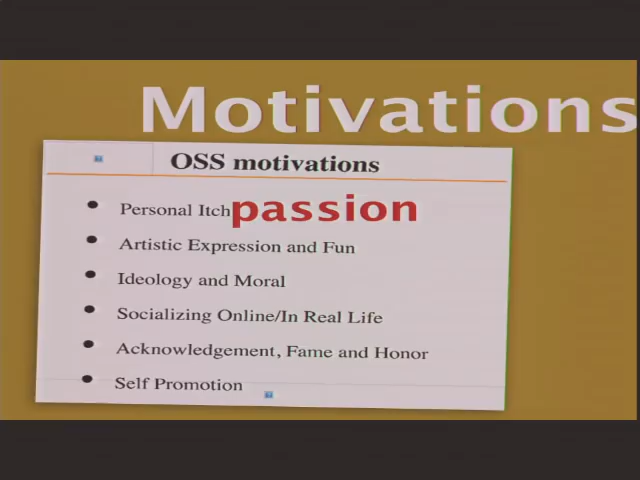 Motivations
OSS motivations
Personal Itch passion
Artistic Expression and Fun
Ideology and Moral
Socializing Online/In Real Life
Acknowledgement, Fame and Honor
Self Promotion